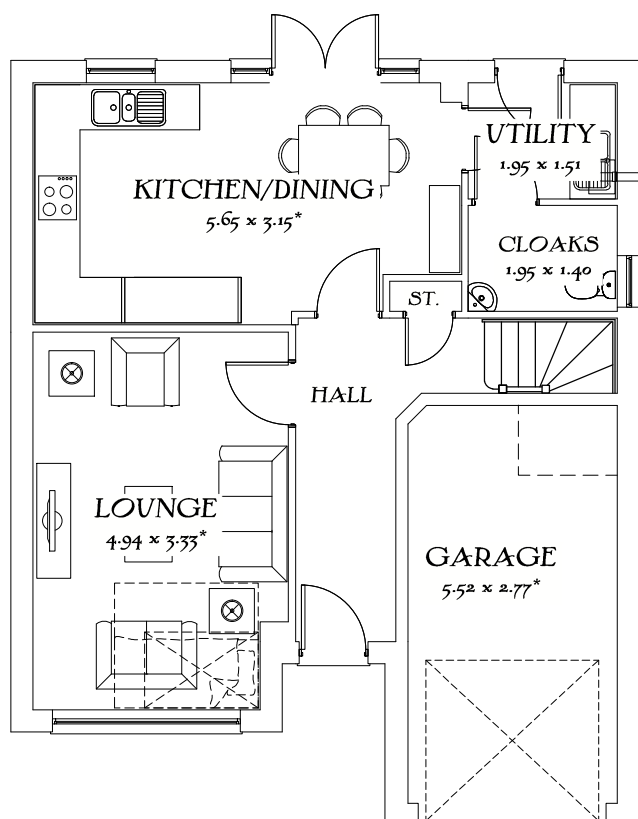 UTILITY
1.95 x 1.51
KITCHEN/DINING
5.65 x 3.15*
CLOAKS
1.95 x 1.40
ST.
HALL
LOUNGE
4.94 x 3.33*
GARAGE
5.52 x 2.77*